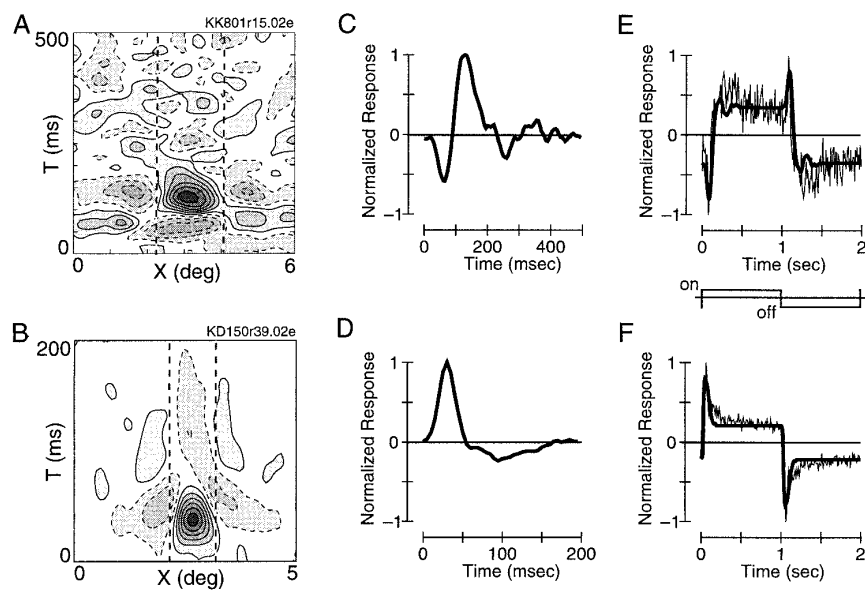 A
KK801r15.02e
500
T (ms)
0
0
X (deg)
6
B
KD150r39.02e
200
T (ms)
0
0
X (deg)
5
C
Normalized Response
1
0
−1
0
200
400
Time (msec)
D
Normalized Response
1
0
−1
0
100
200
Time (msec)
E
Normalized Response
1
0
−1
0
1
2
Time (sec)
on
off
F
Normalized Response
1
0
−1
0
1
2
Time (sec)